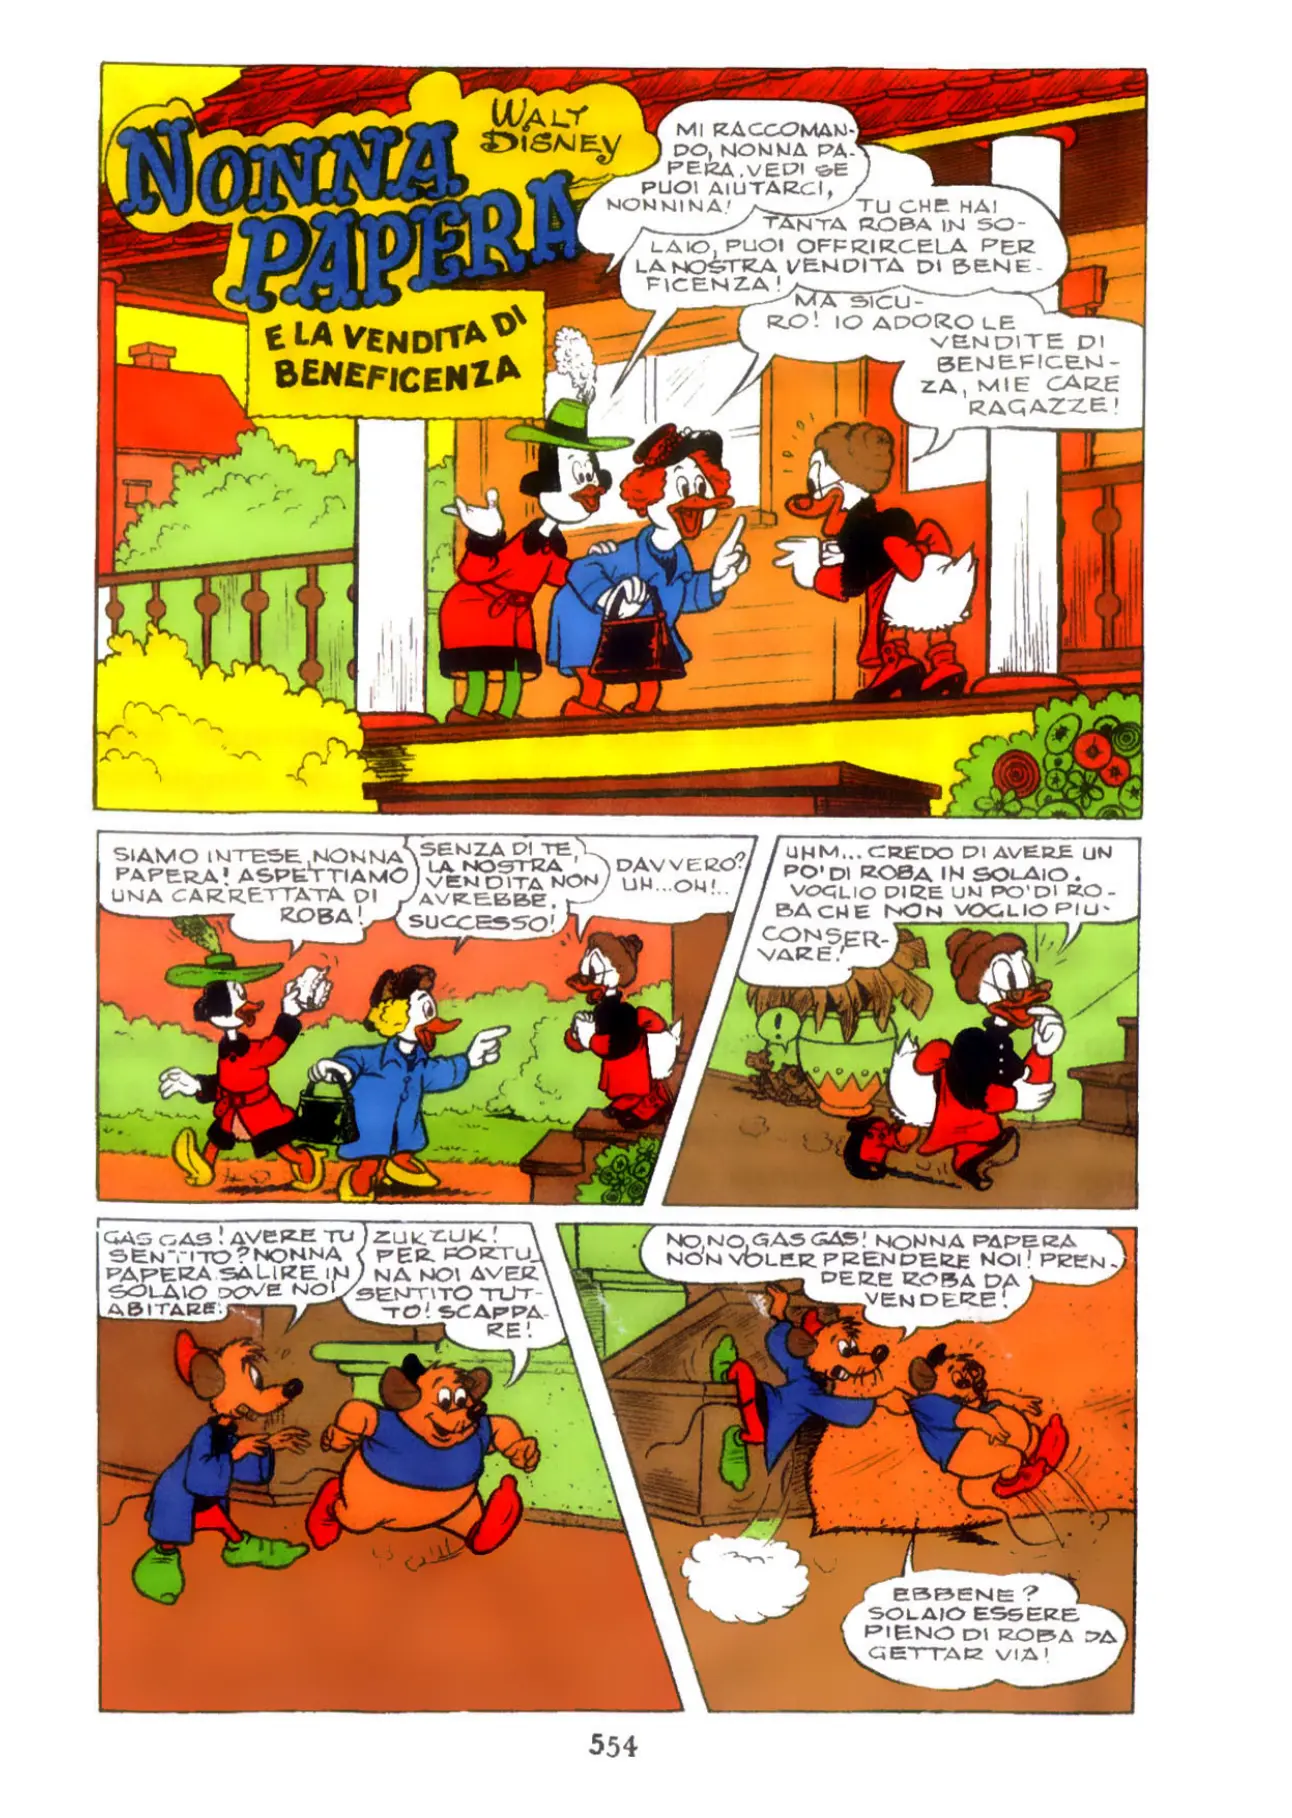 WALT
DISNEY
NONNA
PAPERA
E LA VENDITA DI
BENEFICENZA
MI RACCOMAN-
DO, NONNA PA-
PERA. VEDI SE
PUOI AIUTARCI,
NONNINA!
TU CHE HAI
TANTA ROBA IN SO-
LAIO, PUOI OFFRIRCELA PER
LA NOSTRA VENDITA DI BENE-
FICENZA!
MA SICU-
RO! IO ADORO LE
VENDITE DI
BENEFICEN-
ZA, MIE CARE
RAGAZZE!
SIAMO INTESE, NONNA
PAPERA! ASPETTIAMO
UNA CARRETTATA DI
ROBA!
SENZA DI TE,
LA NOSTRA
VENDITA NON
AVREBBE
SUCCESSO!
DAVVERO?
UH...OH!..
UHM... CREDO DI AVERE UN
PO' DI ROBA IN SOLAIO.
VOGLIO DIRE UN PO' DI RO-
BA CHE NON VOGLIO PIU'
CONSER-
VARE!
!
GAS GAS! AVERE TU
SENTITO? NONNA
PAPERA SALIRE IN
SOLAIO DOVE NOI
ABITARE!
ZUK ZUK!
PER FORTU-
NA NOI AVER
SENTITO TUT-
TO! SCAPPA-
RE!
NO, NO, GAS GAS! NONNA PAPERA
NON VOLER PRENDERE NOI! PREN-
DERE ROBA DA
VENDERE!
EBBENE?
SOLAIO ESSERE
PIENO DI ROBA DA
GETTAR VIA!
554